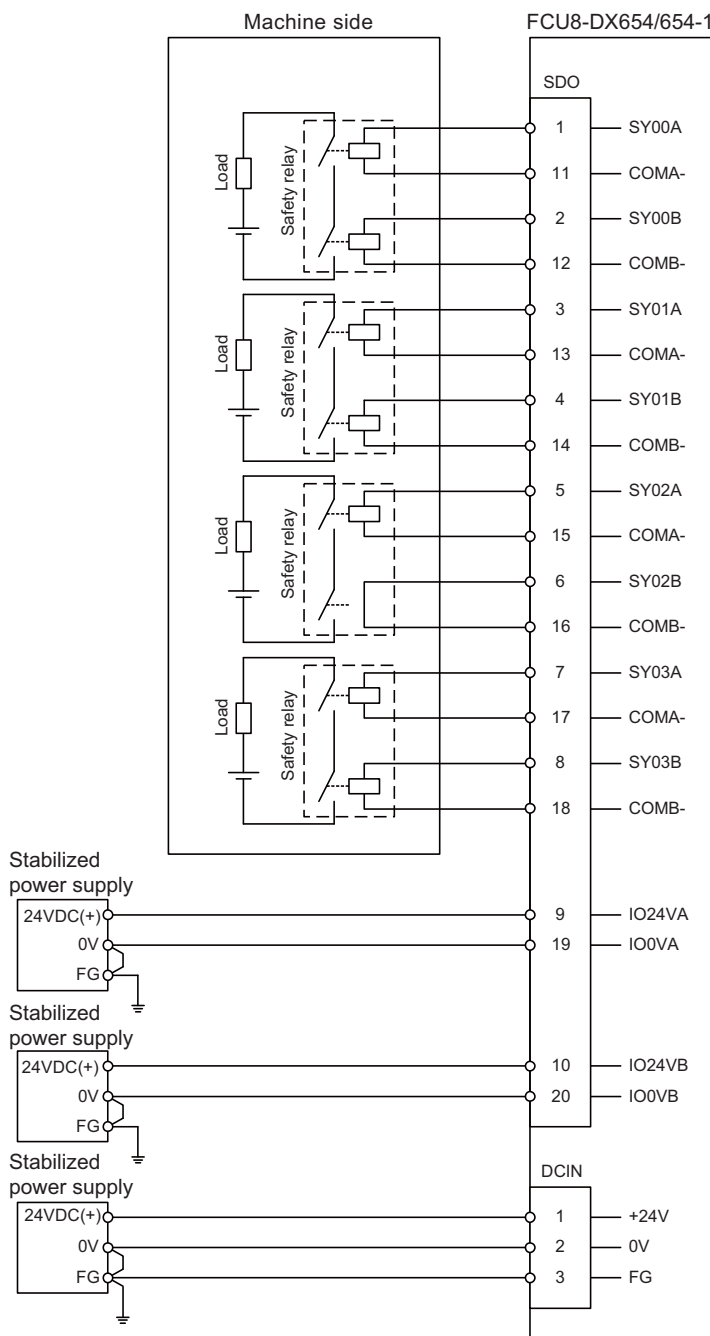 Machine side
FCU8-DX654/654-1
SDO
Load
Safety relay
1 SY00A
11 COMA-
2 SY00B
12 COMB-
Load
Safety relay
3 SY01A
13 COMA-
4 SY01B
14 COMB-
Load
Safety relay
5 SY02A
15 COMA-
6 SY02B
16 COMB-
Load
Safety relay
7 SY03A
17 COMA-
8 SY03B
18 COMB-
Stabilized
power supply
24VDC(+) 9 IO24VA
0V 19 IO0VA
FG
Stabilized
power supply
24VDC(+) 10 IO24VB
0V 20 IO0VB
FG
Stabilized
power supply
DCIN
24VDC(+) 1 +24V
0V 2 0V
FG 3 FG